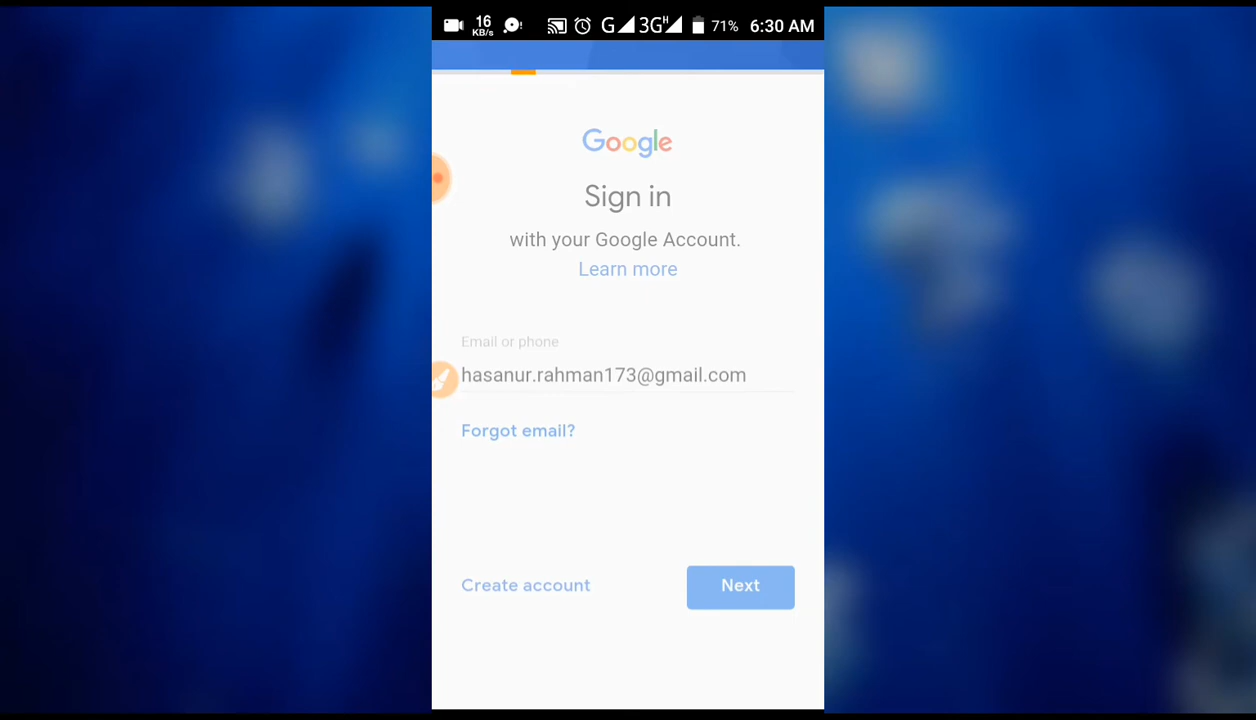 16 KB/s G 3G H 71% 6:30 AM
Google
Sign in
with your Google Account.
Learn more
Email or phone
hasanur.rahman173@gmail.com
Forgot email?
Create account Next